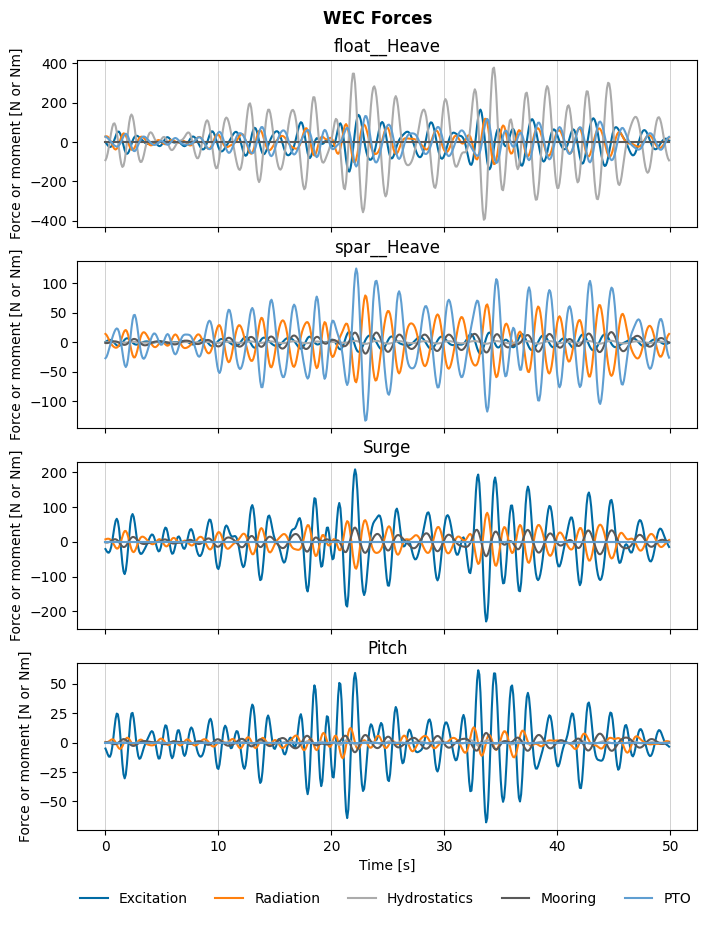 WEC Forces
float__Heave
Force or moment [N or Nm]
400
200
0
−200
−400
spar__Heave
Force or moment [N or Nm]
100
50
0
−50
−100
Surge
Force or moment [N or Nm]
200
100
0
−100
−200
Pitch
Force or moment [N or Nm]
50
25
0
−25
−50
0 10 20 30 40 50
Time [s]
Excitation Radiation Hydrostatics Mooring PTO